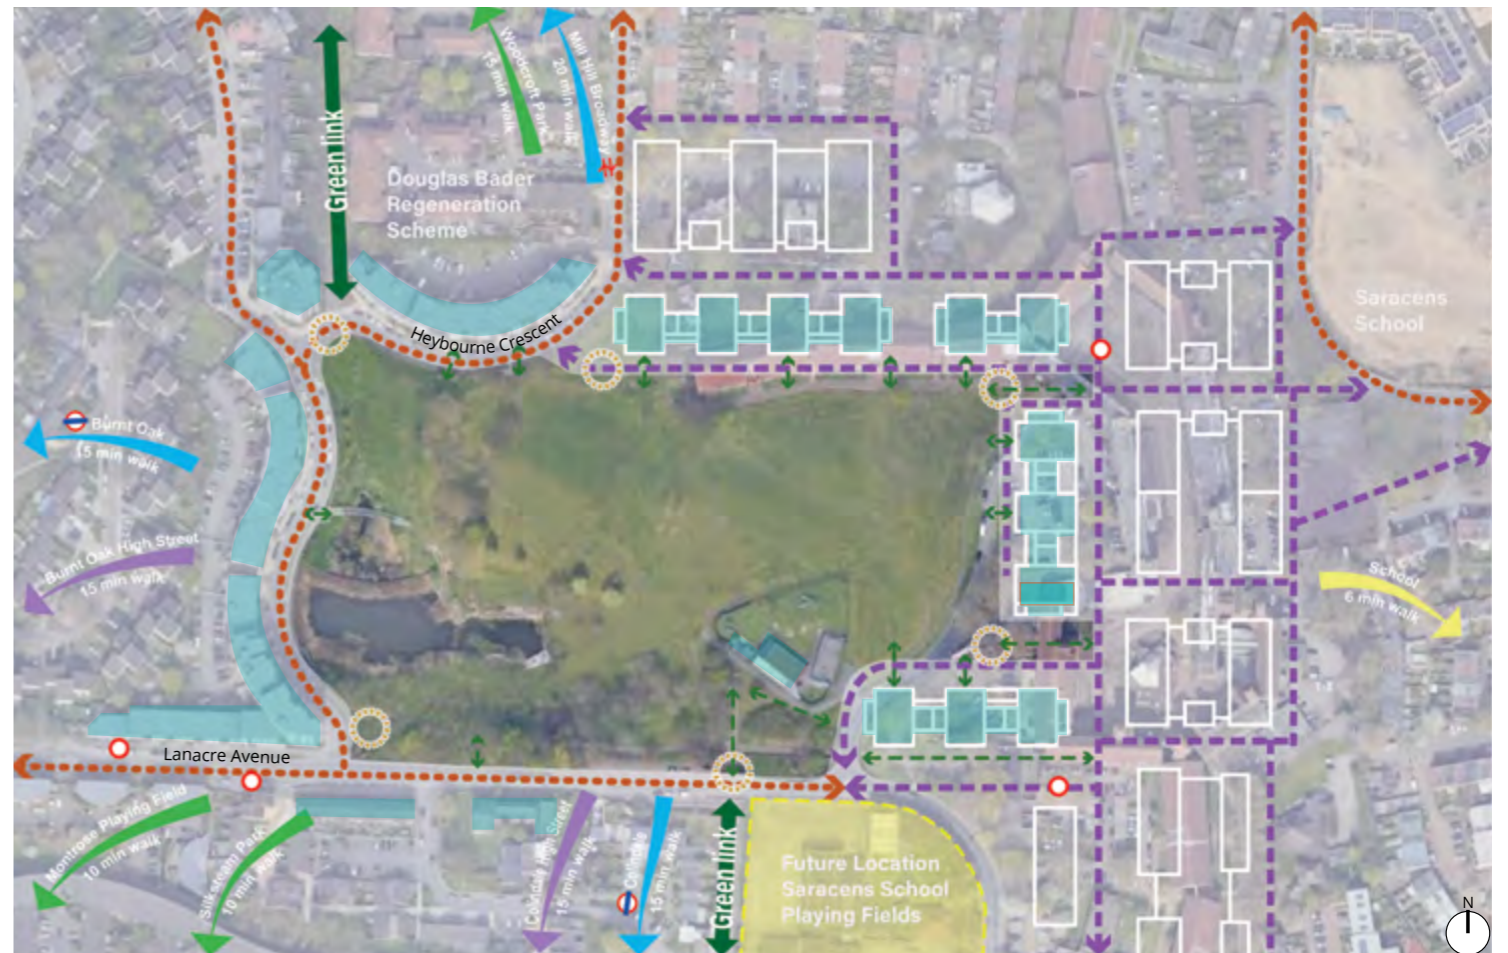 Green link
Woodcroft Park
15 min walk
Mill Hill Broadway
20 min walk
Douglas Bader
Regeneration
Scheme
Heybourne Crescent
Saracens
School
Burnt Oak
15 min walk
Burnt Oak High Street
15 min walk
School
6 min walk
Lanacre Avenue
Montrose Playing Field
10 min walk
Silkstream Park
10 min walk
Colindale High Street
15 min walk
Colindale
15 min walk
Green link
Future Location
Saracens School
Playing Fields
N